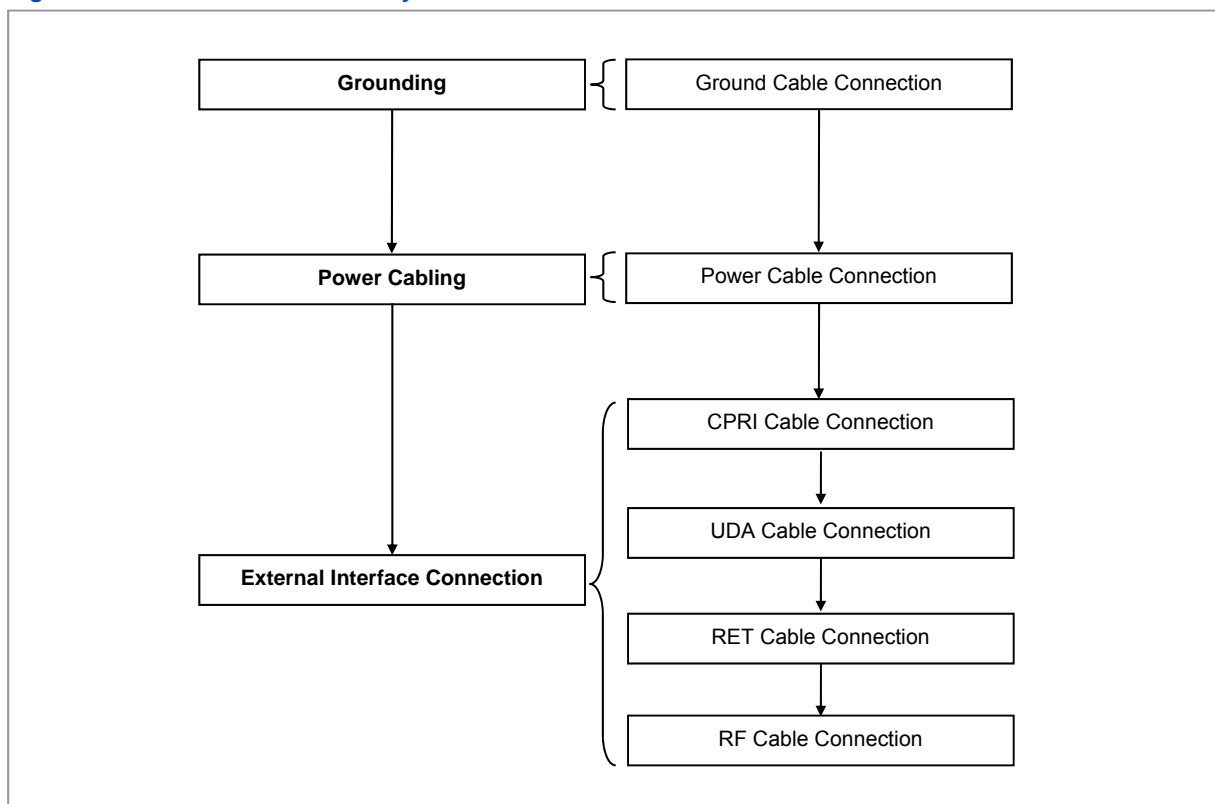 Grounding
Ground Cable Connection
Power Cabling
Power Cable Connection
CPRI Cable Connection
UDA Cable Connection
External Interface Connection
RET Cable Connection
RF Cable Connection